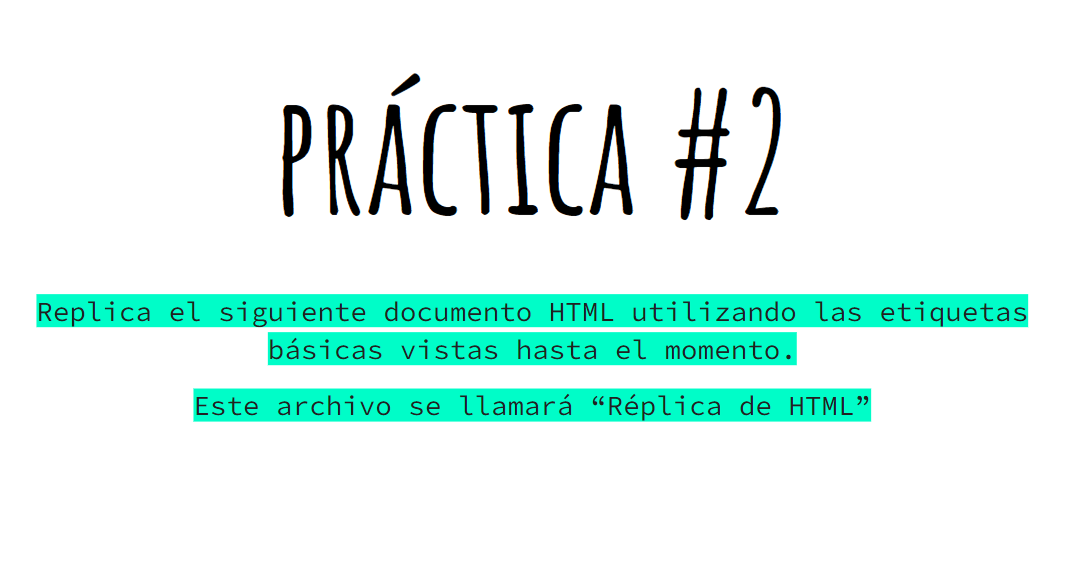 PRÁCTICA #2
Replica el siguiente documento HTML utilizando las etiquetas
básicas vistas hasta el momento.
Este archivo se llamará “Réplica de HTML”